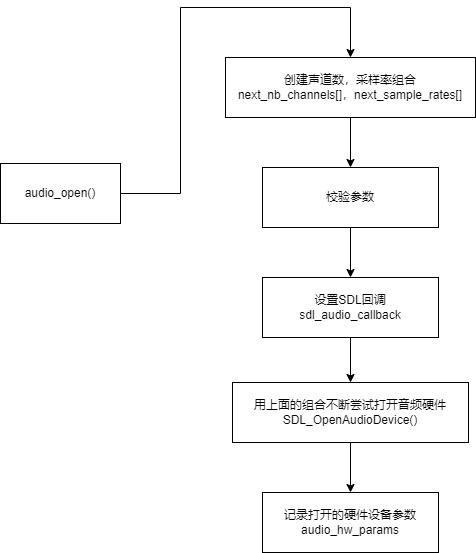 创建声道数，采样率组合
next_nb_channels[]，next_sample_rates[]
audio_open()
校验参数
设置SDL回调
sdl_audio_callback
用上面的组合不断尝试打开音频硬件
SDL_OpenAudioDevice()
记录打开的硬件设备参数
audio_hw_params